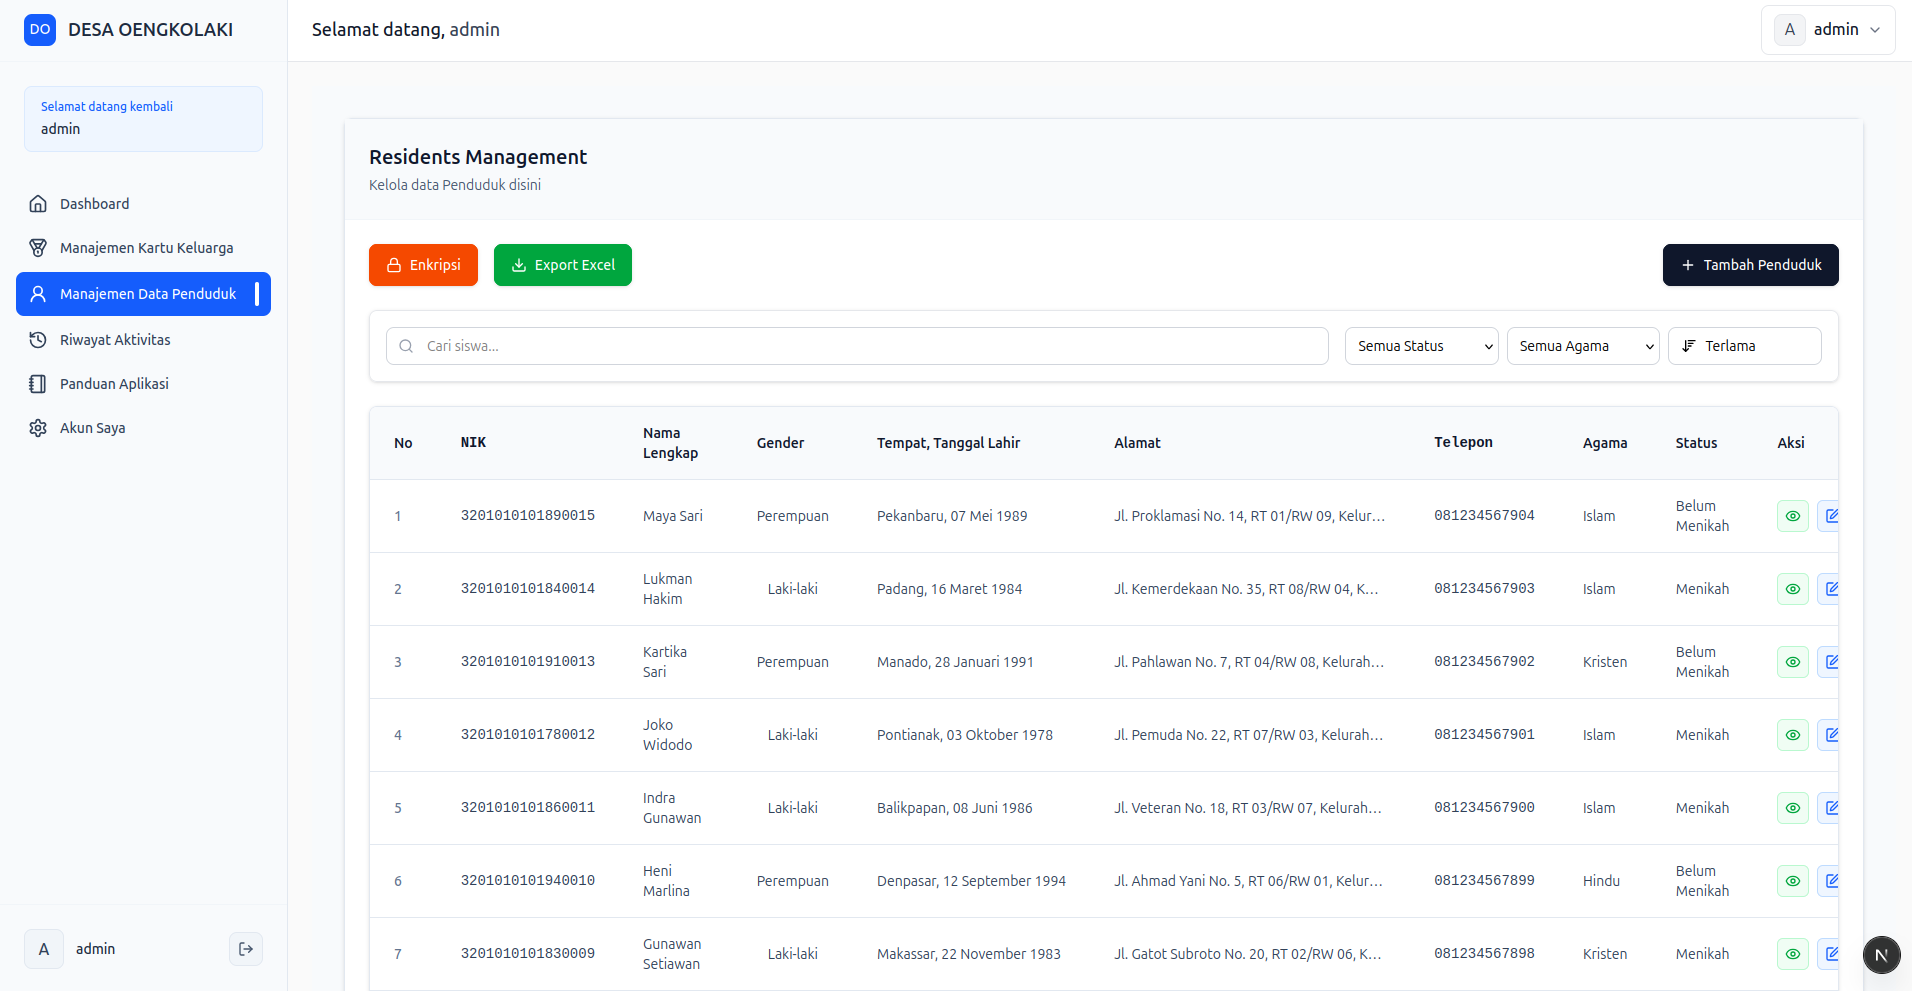 DO DESA OENGKOLAKI
Selamat datang, admin
A admin
Selamat datang kembali
admin
Dashboard
Manajemen Kartu Keluarga
Manajemen Data Penduduk
Riwayat Aktivitas
Panduan Aplikasi
Akun Saya
A admin
Residents Management
Kelola data Penduduk disini
Enkripsi
Export Excel
Tambah Penduduk
Cari siswa...
Semua Status
Semua Agama
Terlama
No NIK Nama Lengkap Gender Tempat, Tanggal Lahir Alamat Telepon Agama Status Aksi
1 3201010101890015 Maya Sari Perempuan Pekanbaru, 07 Mei 1989 Jl. Proklamasi No. 14, RT 01/RW 09, Kelur... 081234567904 Islam Belum Menikah
2 3201010101840014 Lukman Hakim Laki-laki Padang, 16 Maret 1984 Jl. Kemerdekaan No. 35, RT 08/RW 04, K... 081234567903 Islam Menikah
3 3201010101910013 Kartika Sari Perempuan Manado, 28 Januari 1991 Jl. Pahlawan No. 7, RT 04/RW 08, Kelurah... 081234567902 Kristen Belum Menikah
4 3201010101780012 Joko Widodo Laki-laki Pontianak, 03 Oktober 1978 Jl. Pemuda No. 22, RT 07/RW 03, Kelurah... 081234567901 Islam Menikah
5 3201010101860011 Indra Gunawan Laki-laki Balikpapan, 08 Juni 1986 Jl. Veteran No. 18, RT 03/RW 07, Kelurah... 081234567900 Islam Menikah
6 3201010101940010 Heni Marlina Perempuan Denpasar, 12 September 1994 Jl. Ahmad Yani No. 5, RT 06/RW 01, Kelur... 081234567899 Hindu Belum Menikah
7 3201010101830009 Gunawan Setiawan Laki-laki Makassar, 22 November 1983 Jl. Gatot Subroto No. 20, RT 02/RW 06, K... 081234567898 Kristen Menikah
N